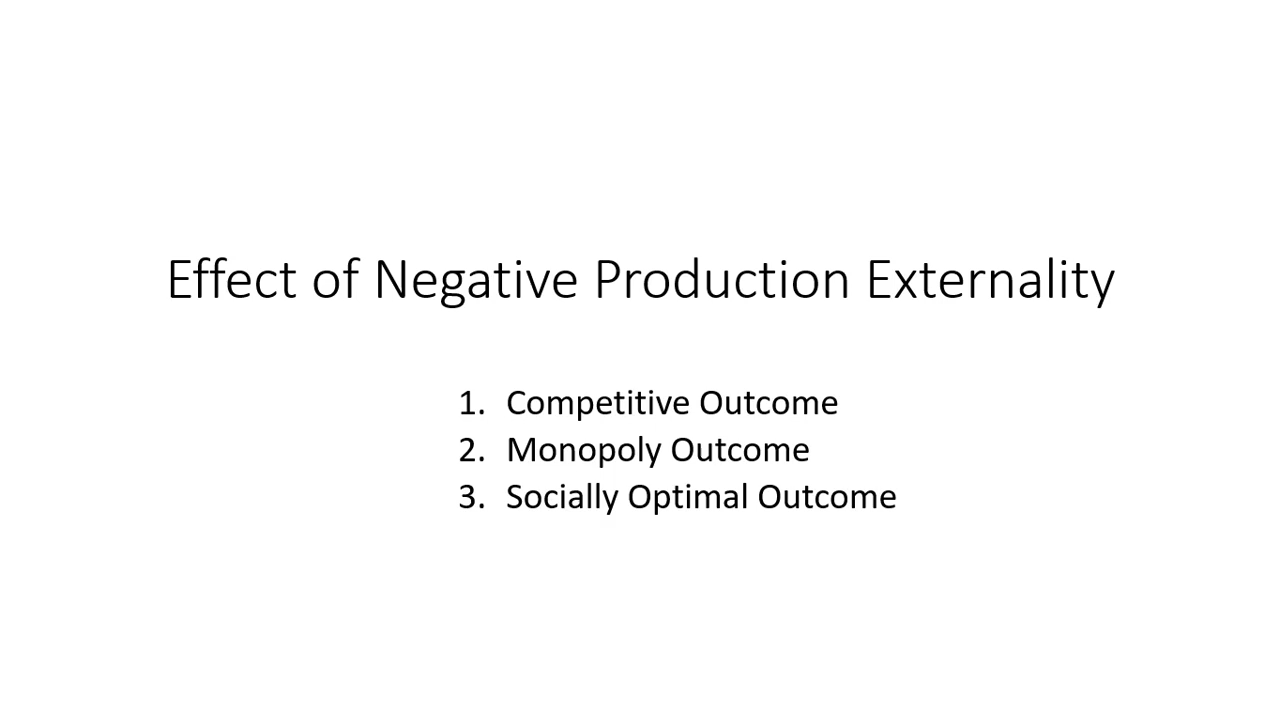 Effect of Negative Production Externality
1. Competitive Outcome
2. Monopoly Outcome
3. Socially Optimal Outcome